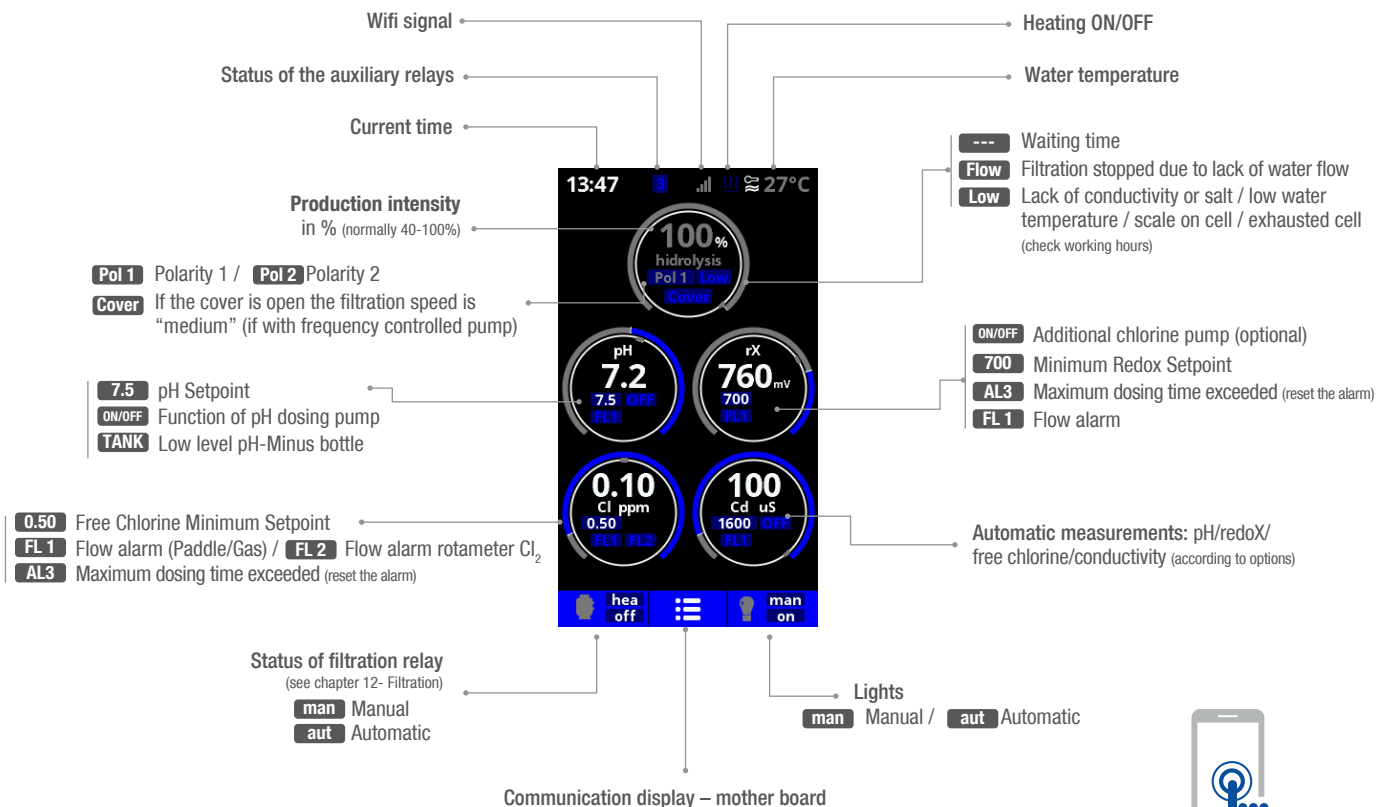 Wifi signal
Heating ON/OFF
Status of the auxiliary relays
Water temperature
Current time
--- Waiting time
Flow Filtration stopped due to lack of water flow
Low Lack of conductivity or salt / low water
temperature / scale on cell / exhausted cell
(check working hours)
Production intensity
in % (normally 40-100%)
Pol 1 Polarity 1 / Pol 2 Polarity 2
Cover If the cover is open the filtration speed is
“medium” (if with frequency controlled pump)
13:47 3 27°C
100%
hidrolysis
Pol 1 Low
Cover
pH
7.2
7.5 OFF
FL1
rX
760 mV
700
FL1
0.10
Cl ppm
0.50
FL1 FL2
100
Cd uS
1600 OFF
FL1
hea
off
man
on
7.5 pH Setpoint
ON/OFF Function of pH dosing pump
TANK Low level pH-Minus bottle
ON/OFF Additional chlorine pump (optional)
700 Minimum Redox Setpoint
AL3 Maximum dosing time exceeded (reset the alarm)
FL 1 Flow alarm
0.50 Free Chlorine Minimum Setpoint
FL 1 Flow alarm (Paddle/Gas) / FL 2 Flow alarm rotameter Cl2
AL3 Maximum dosing time exceeded (reset the alarm)
Automatic measurements: pH/redoX/
free chlorine/conductivity (according to options)
Status of filtration relay
(see chapter 12- Filtration)
man Manual
aut Automatic
Lights
man Manual / aut Automatic
Communication display – mother board